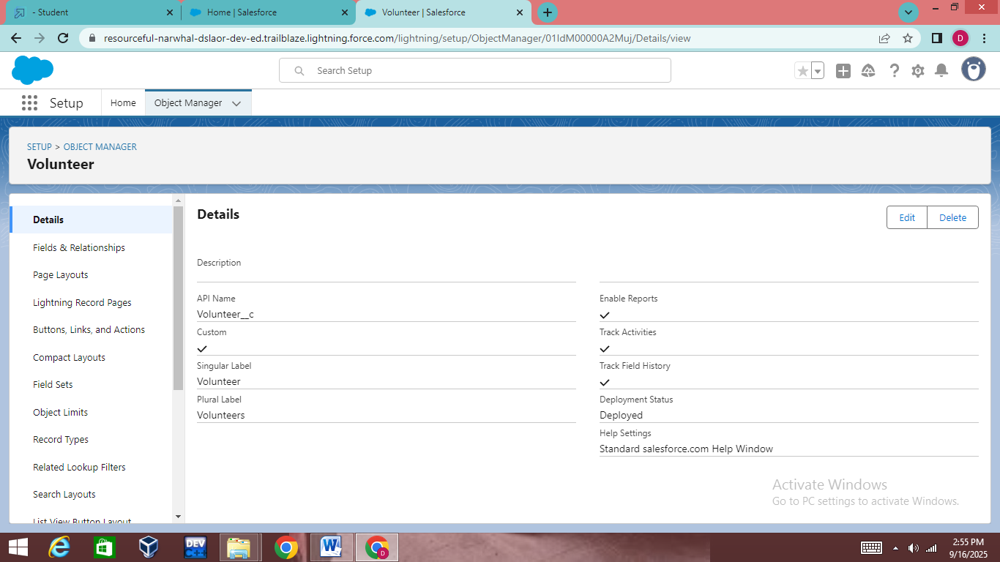 - Student
Home | Salesforce
Volunteer | Salesforce
resourceful-narwhal-dslaor-dev-ed.trailblaze.lightning.force.com/lightning/setup/ObjectManager/01IdM00000A2Muj/Details/view
D
Search Setup
Setup
Home
Object Manager
SETUP > OBJECT MANAGER
Volunteer
Details
Fields & Relationships
Page Layouts
Lightning Record Pages
Buttons, Links, and Actions
Compact Layouts
Field Sets
Object Limits
Record Types
Related Lookup Filters
Search Layouts
List View Button Layout
Details
Edit
Delete
Description
API Name
Volunteer__c
Custom
Singular Label
Volunteer
Plural Label
Volunteers
Enable Reports
Track Activities
Track Field History
Deployment Status
Deployed
Help Settings
Standard salesforce.com Help Window
Activate Windows
Go to PC settings to activate Windows.
DEV
C++
W
D
2:55 PM
9/16/2025